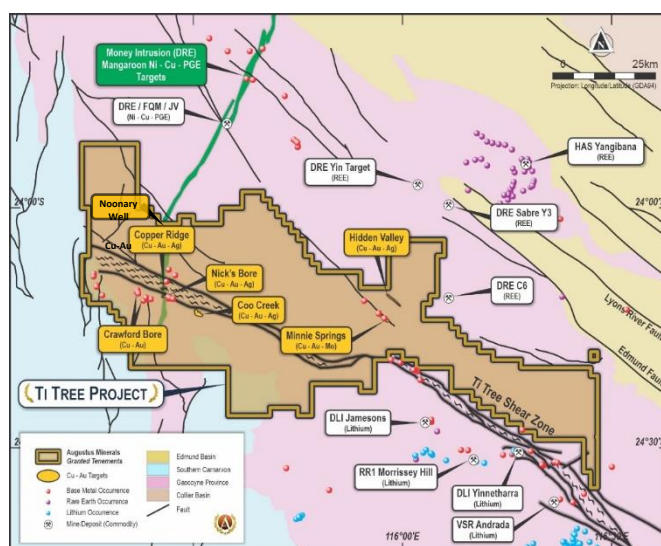 Money Intrusion (DRE)
Mangaroon Ni - Cu - PGE
Targets
0 25km
Projection: Longitude/Latitude (GDA94)
DRE / FQM / JV
(Ni - Cu - PGE)
HAS Yangibana
(REE)
DRE Yin Target
(REE)
24°00'S
24°00'S
DRE Sabre Y3
(REE)
Noonary
Well
Cu-Au
Copper Ridge
(Cu - Au - Ag)
Hidden Valley
(Cu - Au - Ag)
Nick's Bore
(Cu - Au - Ag)
Coo Creek
(Cu - Au - Ag)
DRE C6
(REE)
Lyons River Fault
Edmund Fault
Crawford Bore
(Cu - Au)
Minnie Springs
(Cu - Au - Mo)
TI TREE PROJECT
Ti Tree Shear Zone
DLI Jamesons
(Lithium)
24°30'S
RR1 Morrissey Hill
(Lithium)
DLI Yinnetharra
(Lithium)
VSR Andrada
(Lithium)
Augustus Minerals
Granted Tenements
Cu - Au Targets
Base Metal Occurrence
Rare Earth Occurrence
Lithium Occurrence
Mine/Deposit (Commodity)
Edmund Basin
Southern Carnarvon
Gascoyne Province
Collier Basin
Fault
116°00'E
116°00'E